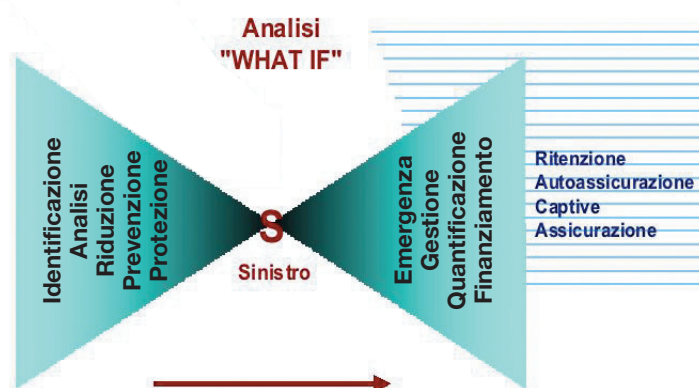 Analisi
"WHAT IF"
Identificazione
Analisi
Riduzione
Prevenzione
Protezione
S
Sinistro
Emergenza
Gestione
Quantificazione
Finanziamento
Ritenzione
Autoassicurazione
Captive
Assicurazione